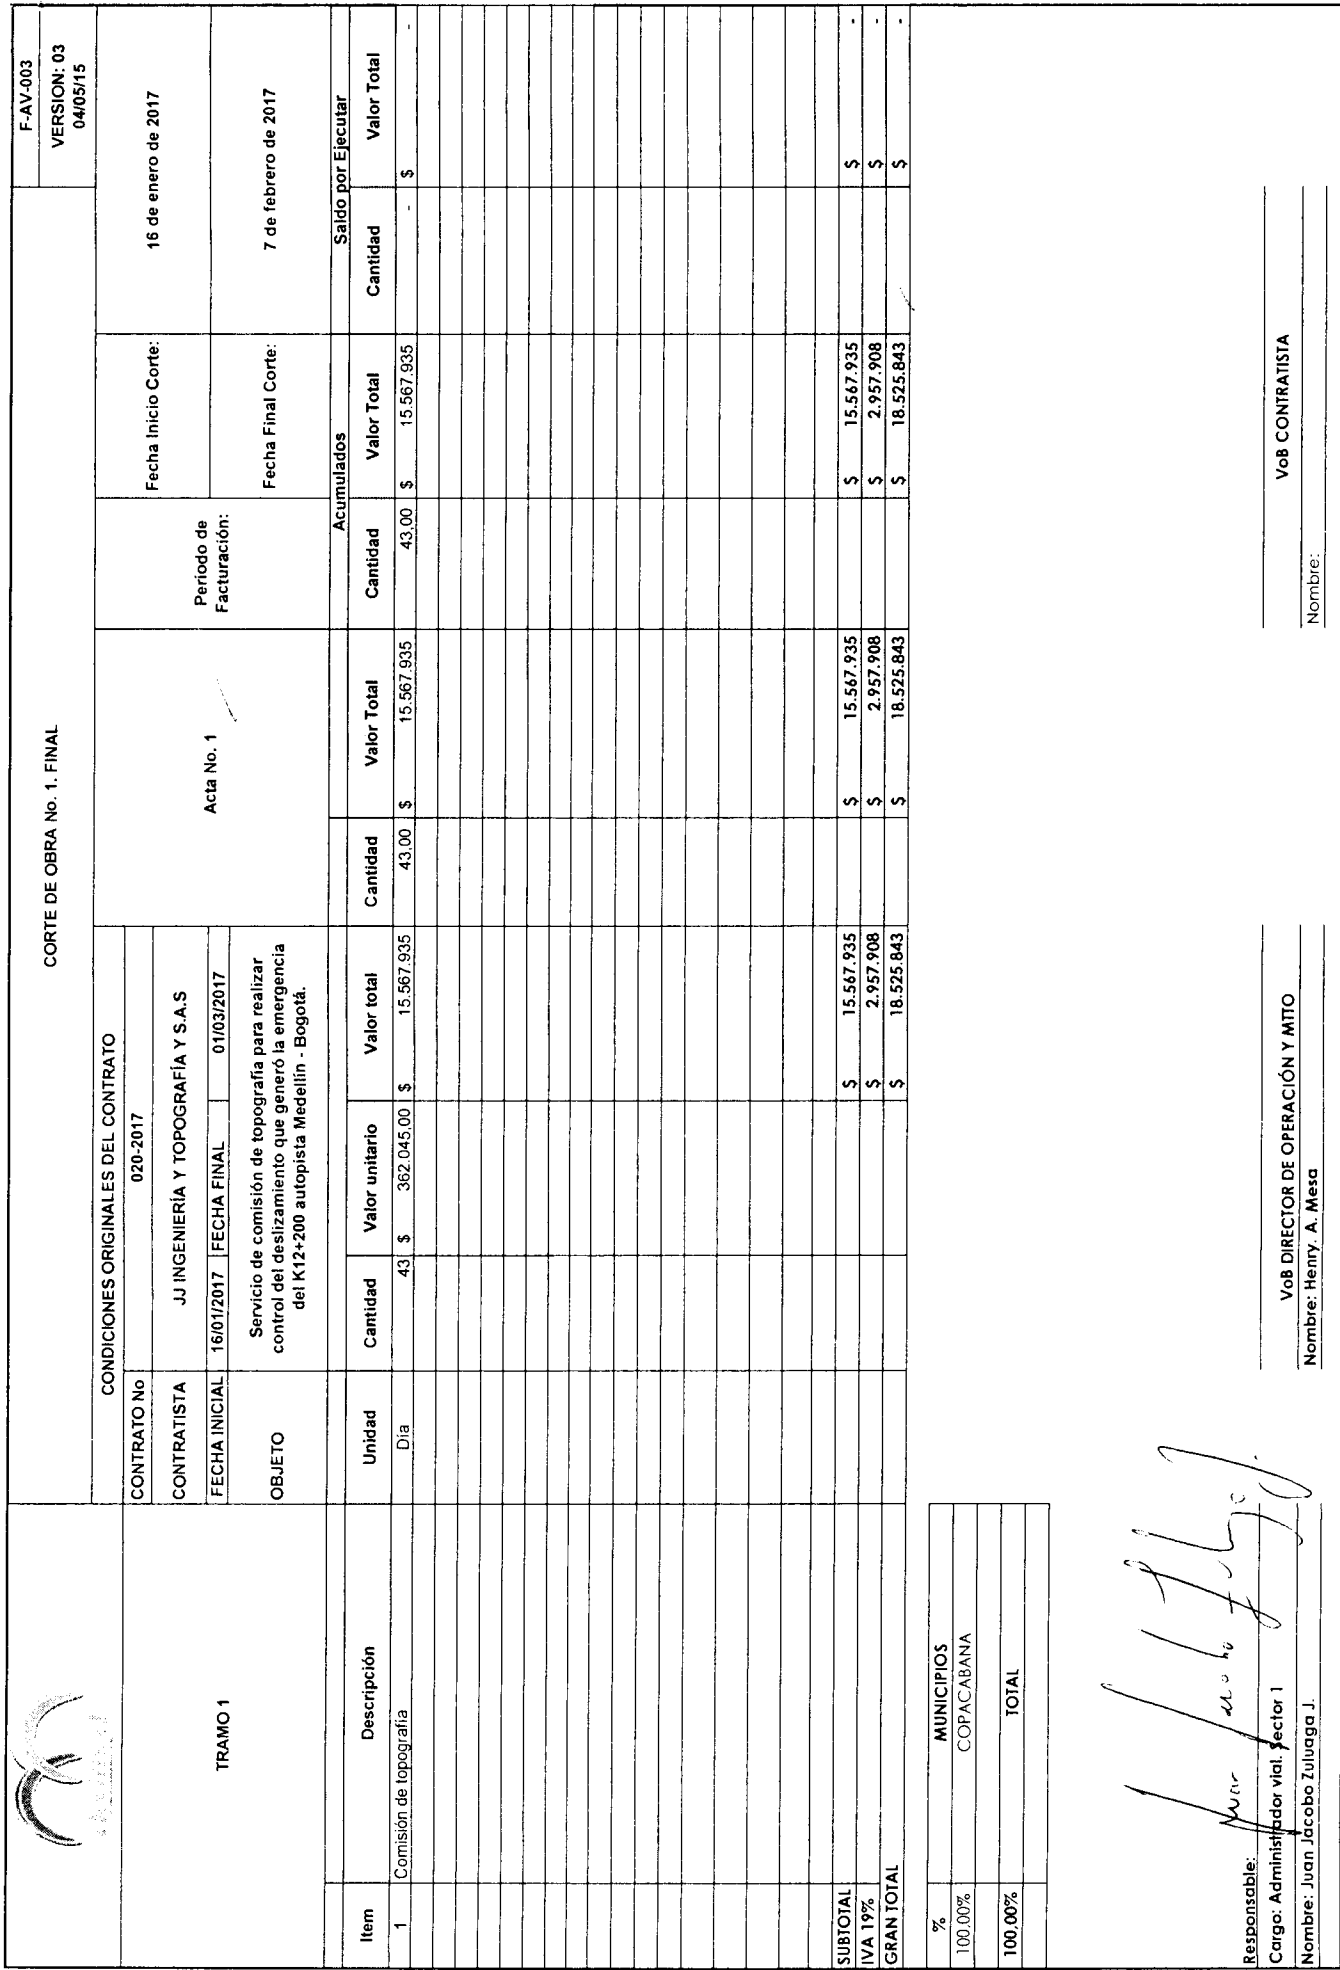 CORTE DE OBRA No. 1. FINAL
F-AV-003
VERSION: 03
04/05/15
TRAMO 1
CONDICIONES ORIGINALES DEL CONTRATO
CONTRATO No 020-2017
CONTRATISTA JJ INGENIERÍA Y TOPOGRAFÍA Y S.A.S
FECHA INICIAL 16/01/2017 FECHA FINAL 01/03/2017
OBJETO
Servicio de comisión de topografía para realizar
control del deslizamiento que generó la emergencia
del K12+200 autopista Medellín - Bogotá.
Acta No. 1
Periodo de
Facturación:
Fecha Inicio Corte: 16 de enero de 2017
Fecha Final Corte: 7 de febrero de 2017
Acumulados Saldo por Ejecutar
Item Descripción Unidad Cantidad Valor unitario Valor total Cantidad Valor Total Cantidad Valor Total Cantidad Valor Total
1 Comisión de topografía Día 43 $ 362.045,00 $ 15.567.935 43,00 $ 15.567.935 43,00 $ 15.567.935 - $ -
SUBTOTAL $ 15.567.935 $ 15.567.935 $ 15.567.935 $ -
IVA 19% $ 2.957.908 $ 2.957.908 $ 2.957.908 $ -
GRAN TOTAL $ 18.525.843 $ 18.525.843 $ 18.525.843 $ -
% MUNICIPIOS
100,00% COPACABANA
100,00% TOTAL
Responsable:
Cargo: Administrador vial. Sector 1
Nombre: Juan Jacobo Zuluaga J.
VoB DIRECTOR DE OPERACIÓN Y MTTO
Nombre: Henry. A. Mesa
VoB CONTRATISTA
Nombre: